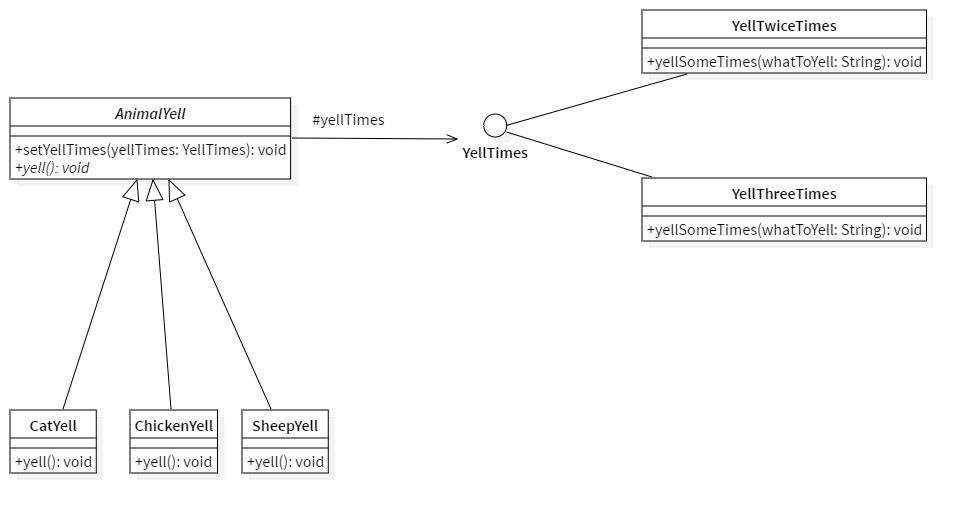 YellTwiceTimes
+yellSomeTimes(whatToYell: String): void
AnimalYell
+setYellTimes(yellTimes: YellTimes): void
+yell(): void
#yellTimes
YellTimes
YellThreeTimes
+yellSomeTimes(whatToYell: String): void
CatYell
+yell(): void
ChickenYell
+yell(): void
SheepYell
+yell(): void